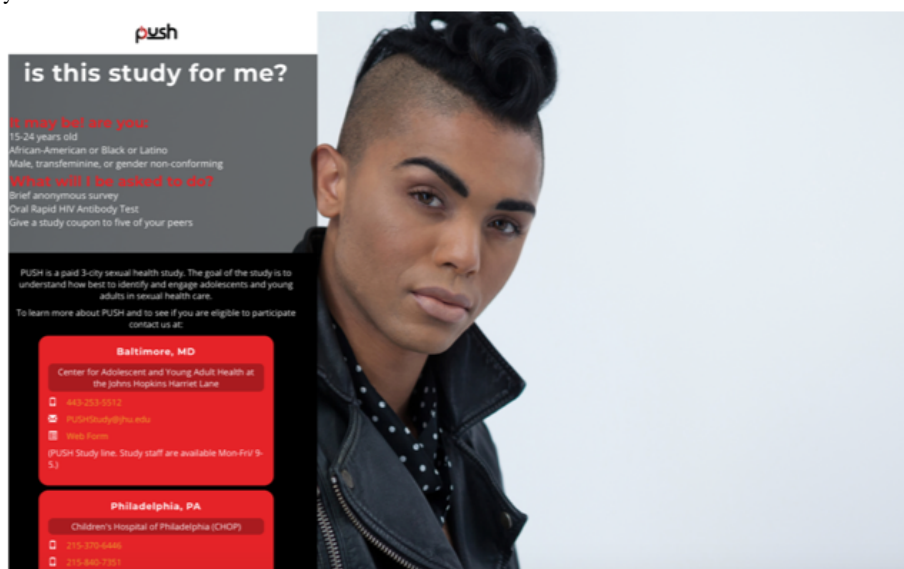 push
is this study for me?
It may be! are you:
15-24 years old
African-American or Black or Latino
Male, transfeminine, or gender non-conforming
What will I be asked to do?
Brief anonymous survey
Oral Rapid HIV Antibody Test
Give a study coupon to five of your peers
PUSH is a paid 3-city sexual health study. The goal of the study is to
understand how best to identify and engage adolescents and young
adults in sexual health care.
To learn more about PUSH and to see if you are eligible to participate
contact us at:
Baltimore, MD
Center for Adolescent and Young Adult Health at
the Johns Hopkins Harriet Lane
443-253-5512
PUSHStudy@jhu.edu
Web Form
(PUSH Study line. Study staff are available Mon-Fri/ 9-
5.)
Philadelphia, PA
Children's Hospital of Philadelphia (CHOP)
215-370-6446
215-840-7351